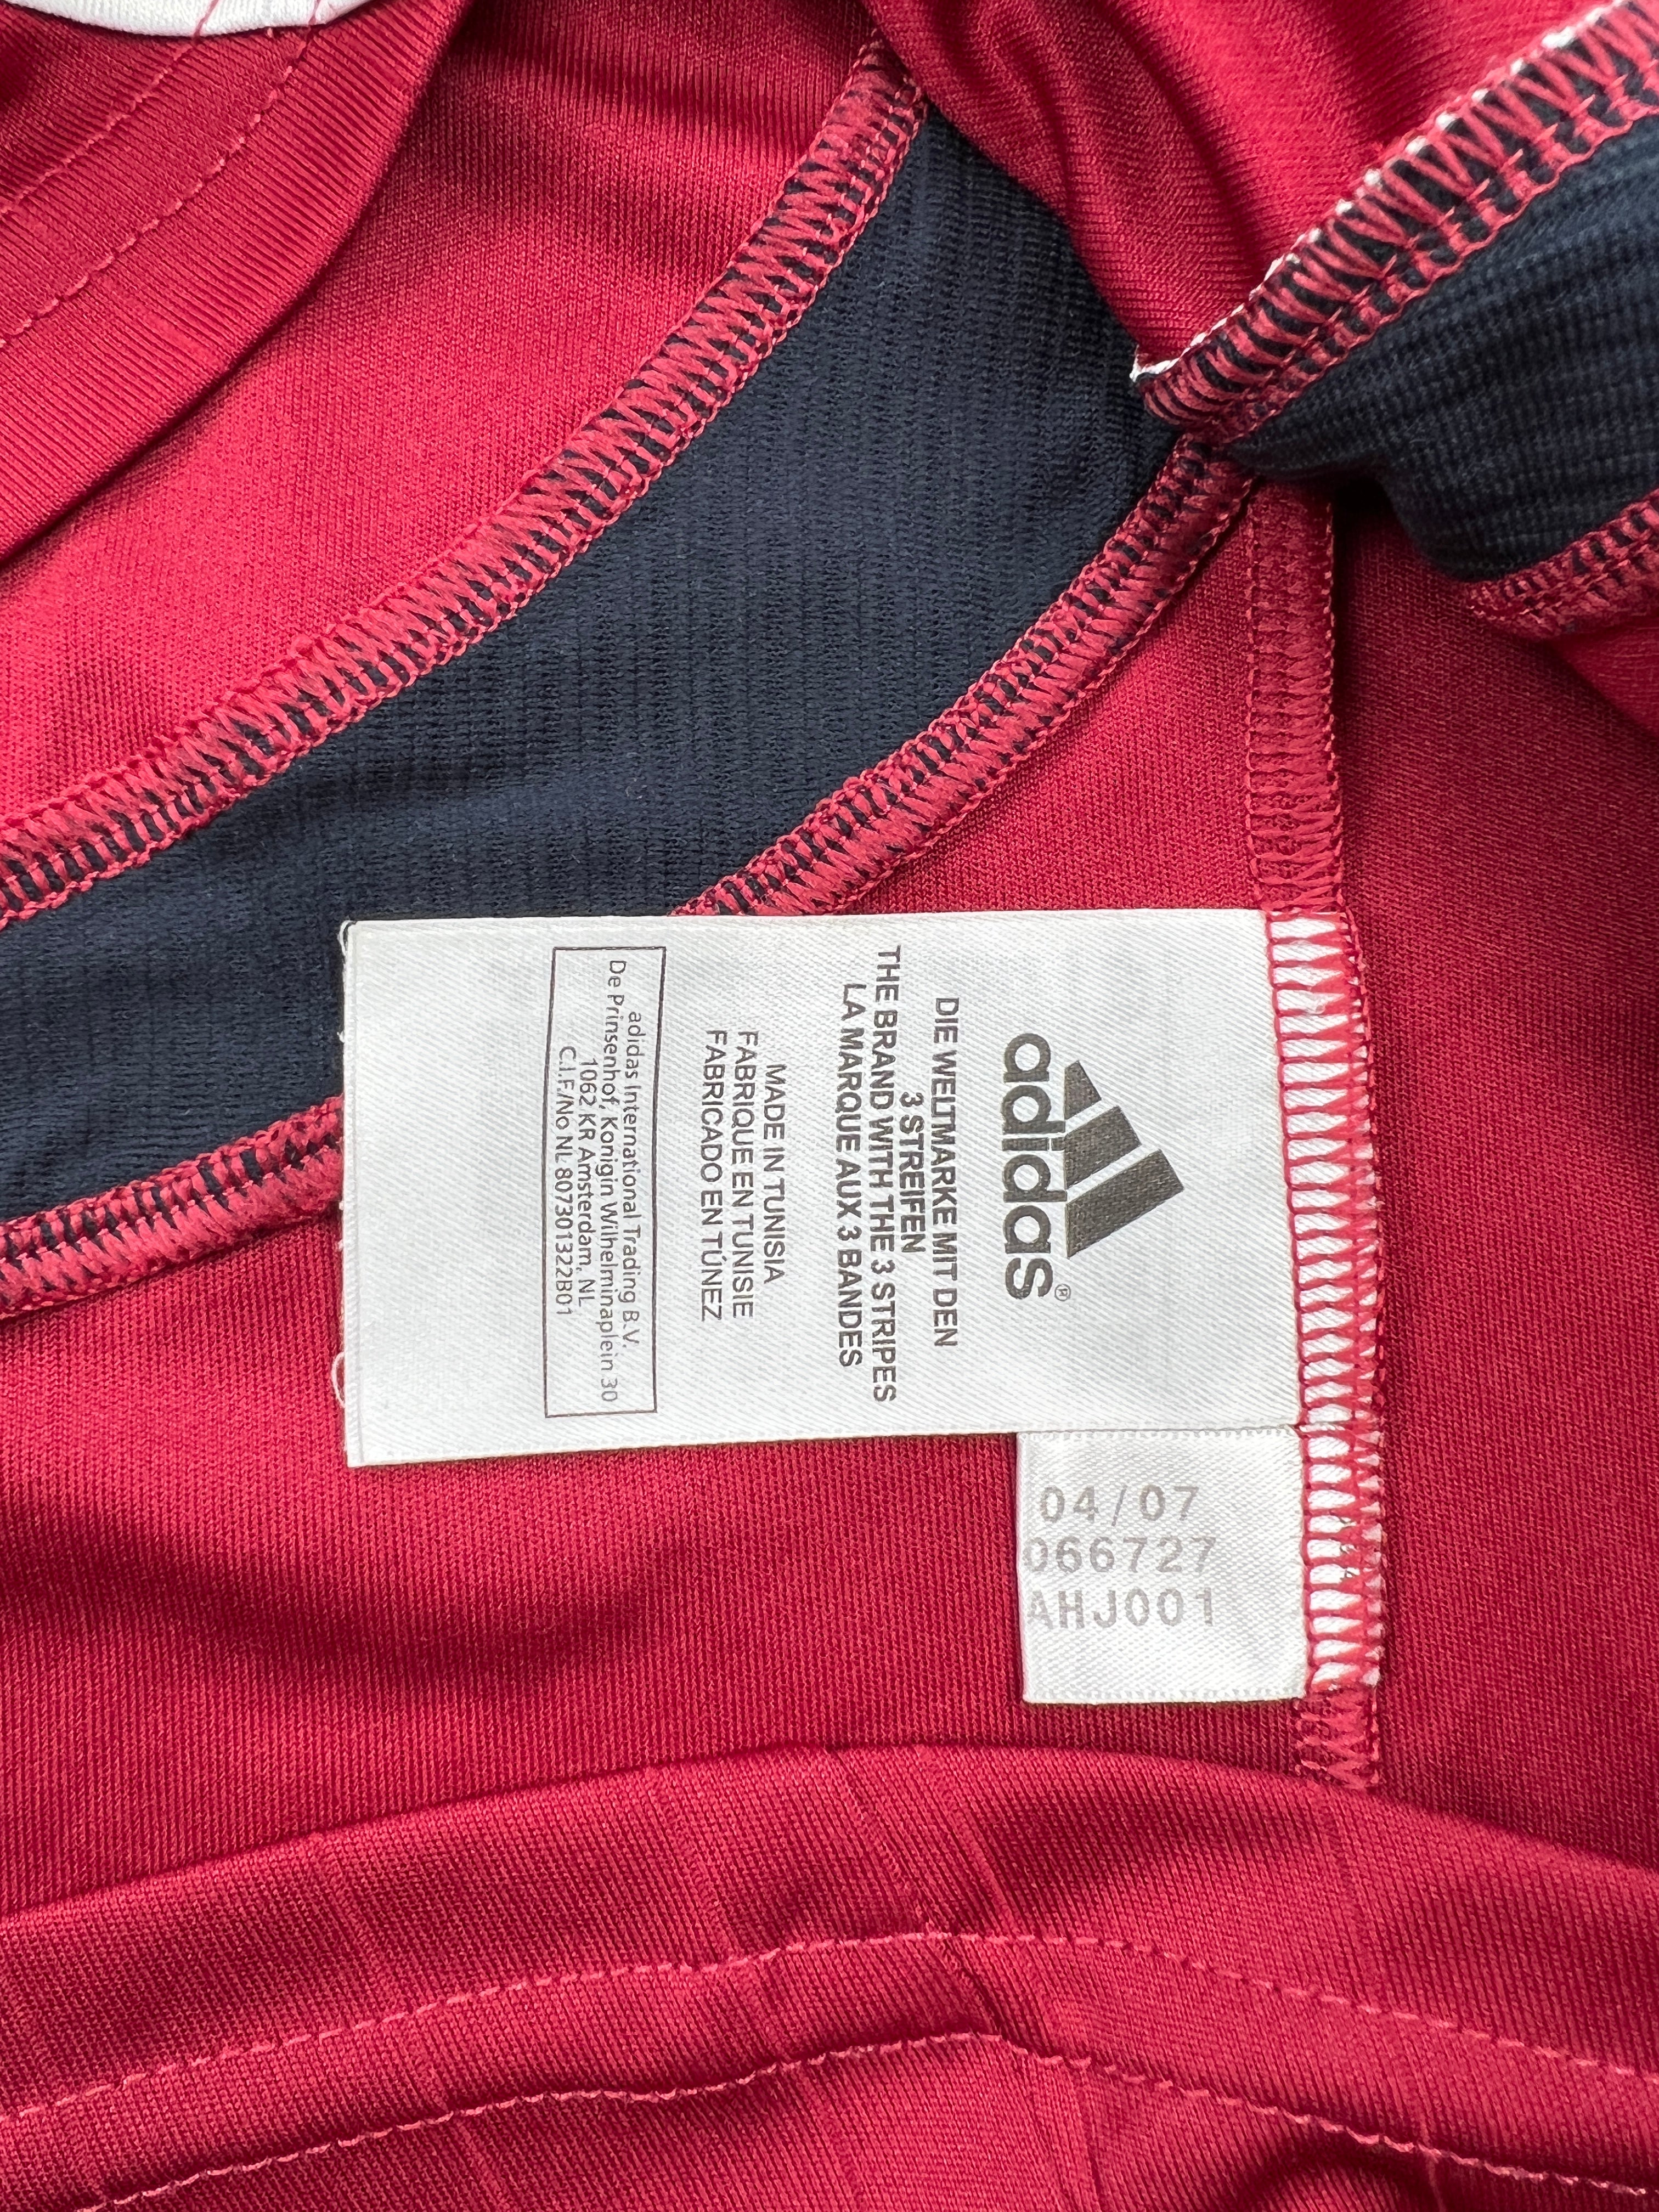 adidas®
DIE WELTMARKE MIT DEN
3 STREIFEN
THE BRAND WITH THE 3 STRIPES
LA MARQUE AUX 3 BANDES
MADE IN TUNISIA
FABRIQUE EN TUNISIE
FABRICADO EN TÚNEZ
adidas International Trading B.V.
De Prinsenhof, Konigin Wilhelminaplein 30
1062 KR Amsterdam, NL
C.I.F./No NL 807301322B01
04/07
066727
AHJ001